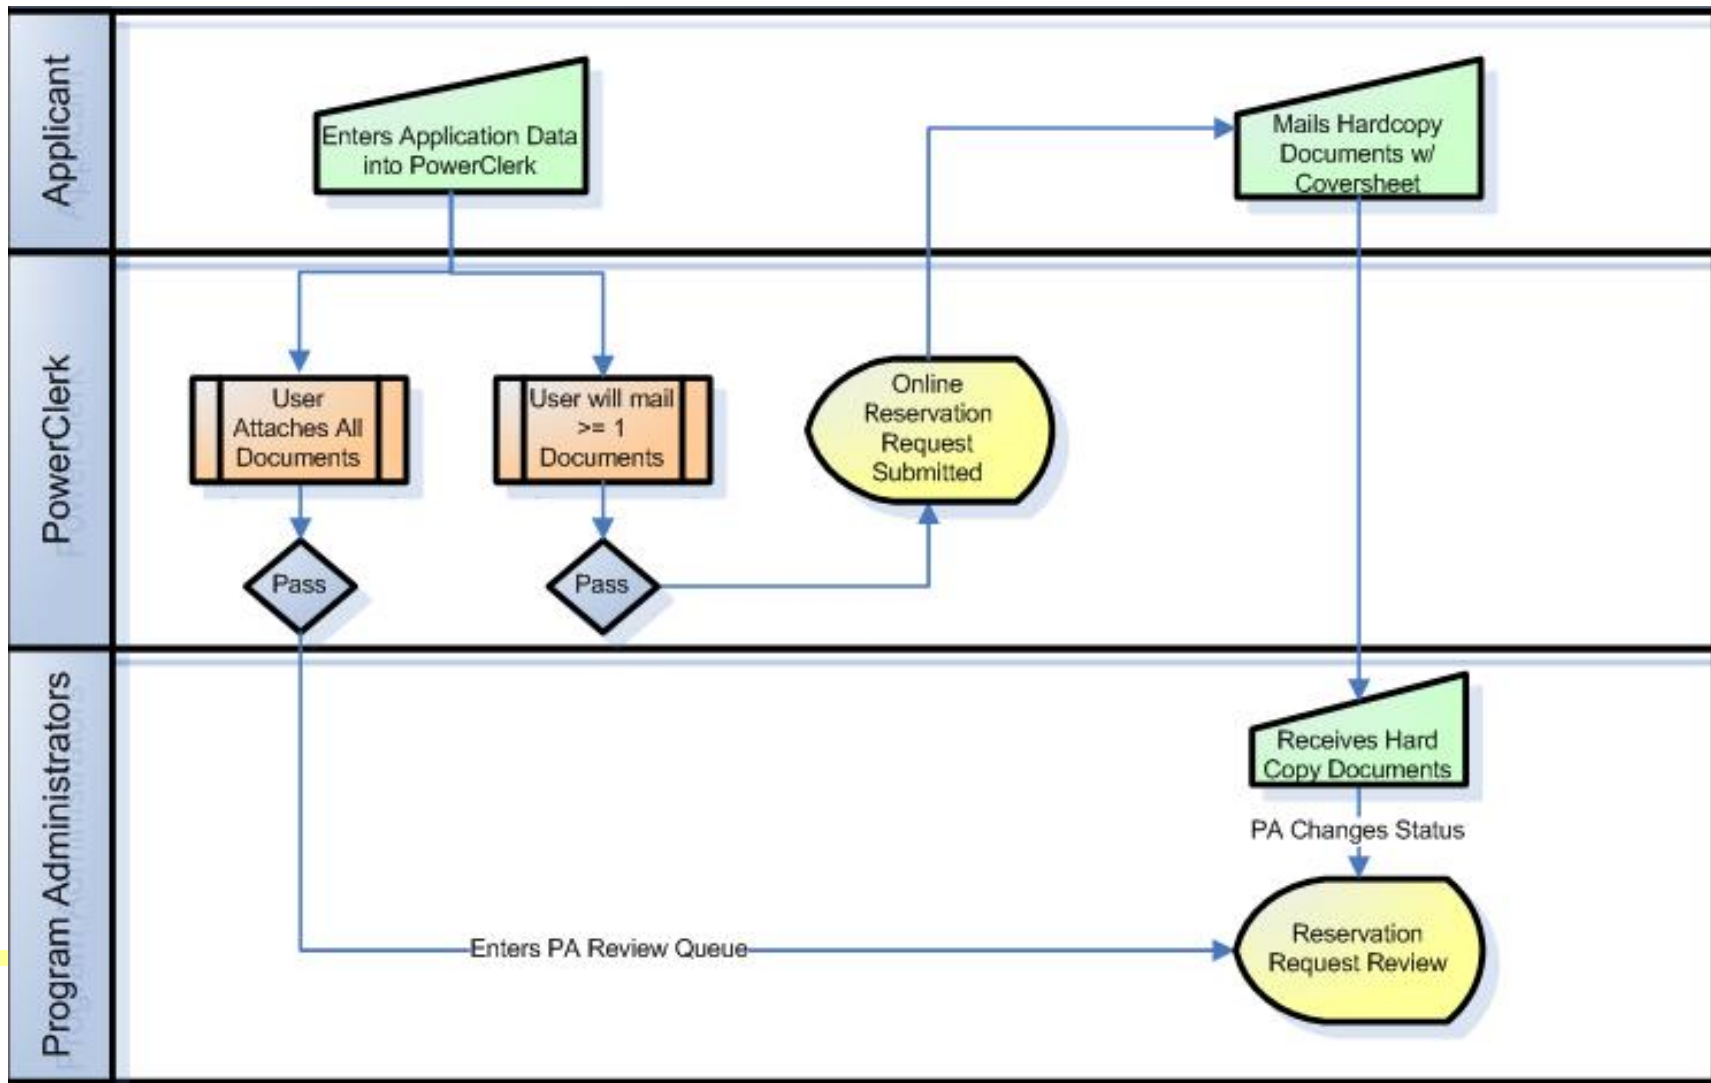 Applicant
Enters Application Data
into PowerClerk
Mails Hardcopy
Documents w/
Coversheet
PowerClerk
User
Attaches All
Documents
User will mail
>= 1
Documents
Online
Reservation
Request
Submitted
Pass
Pass
Program Administrators
Receives Hard
Copy Documents
PA Changes Status
Enters PA Review Queue
Reservation
Request Review